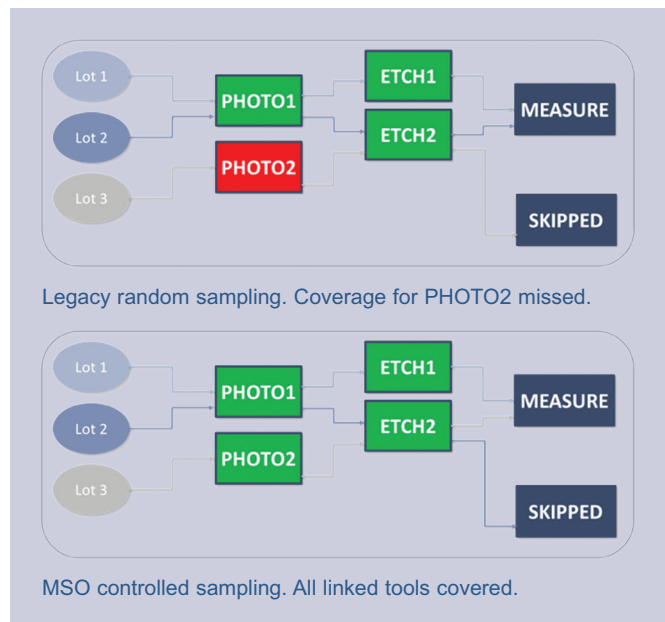 Lot 1
Lot 2
Lot 3
PHOTO1
PHOTO2
ETCH1
ETCH2
MEASURE
SKIPPED
Legacy random sampling. Coverage for PHOTO2 missed.
Lot 1
Lot 2
Lot 3
PHOTO1
PHOTO2
ETCH1
ETCH2
MEASURE
SKIPPED
MSO controlled sampling. All linked tools covered.